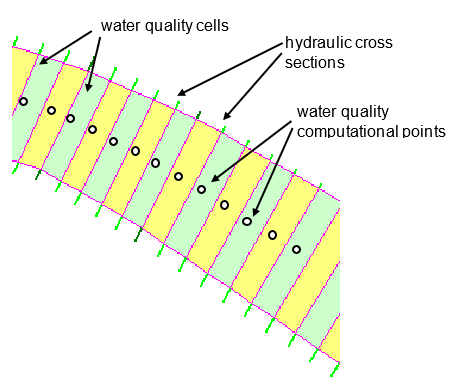 water quality cells
hydraulic cross
sections
water quality
computational points